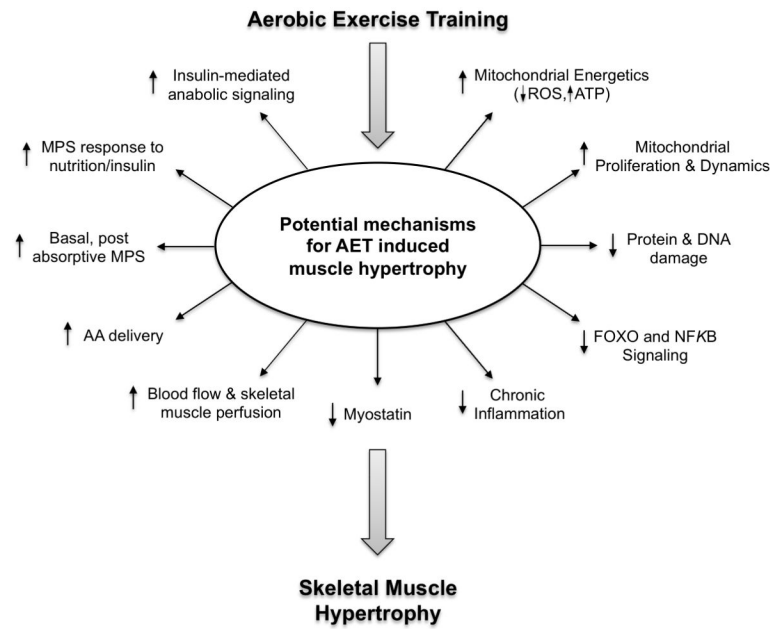 Aerobic Exercise Training
↑ Insulin-mediated
anabolic signaling
↑ Mitochondrial Energetics
(↓ROS,↑ATP)
↑ MPS response to
nutrition/insulin
↑ Mitochondrial
Proliferation & Dynamics
Potential mechanisms
for AET induced
muscle hypertrophy
↑ Basal, post
absorptive MPS
↓ Protein & DNA
damage
↑ AA delivery
↓ FOXO and NFKB
Signaling
↑ Blood flow & skeletal
muscle perfusion
↓ Myostatin
↓ Chronic
Inflammation
Skeletal Muscle
Hypertrophy